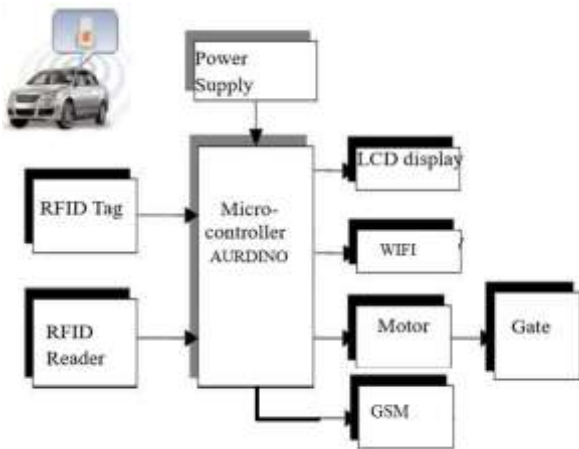 Power
Supply
LCD display
RFID Tag
Micro-
controller
AURDINO
WIFI
RFID
Reader
Motor
Gate
GSM